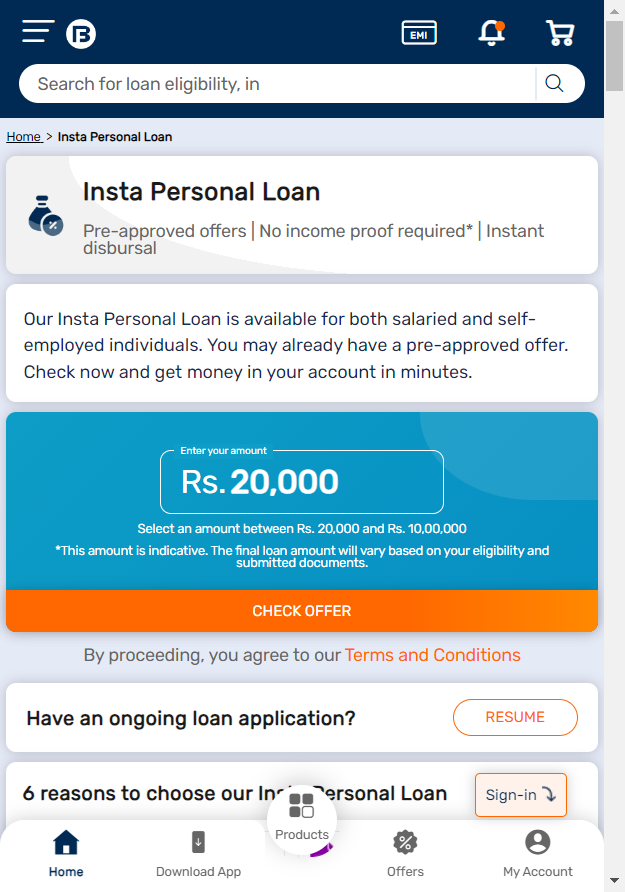 EMI
Search for loan eligibility, in
Home > Insta Personal Loan
Insta Personal Loan
Pre-approved offers | No income proof required* | Instant
disbursal
Our Insta Personal Loan is available for both salaried and self-
employed individuals. You may already have a pre-approved offer.
Check now and get money in your account in minutes.
Enter your amount
Rs. 20,000
Select an amount between Rs. 20,000 and Rs. 10,00,000
*This amount is indicative. The final loan amount will vary based on your eligibility and
submitted documents.
CHECK OFFER
By proceeding, you agree to our Terms and Conditions
Have an ongoing loan application?
RESUME
6 reasons to choose our Insta Personal Loan
Sign-in
Products
Home
Download App
Offers
My Account